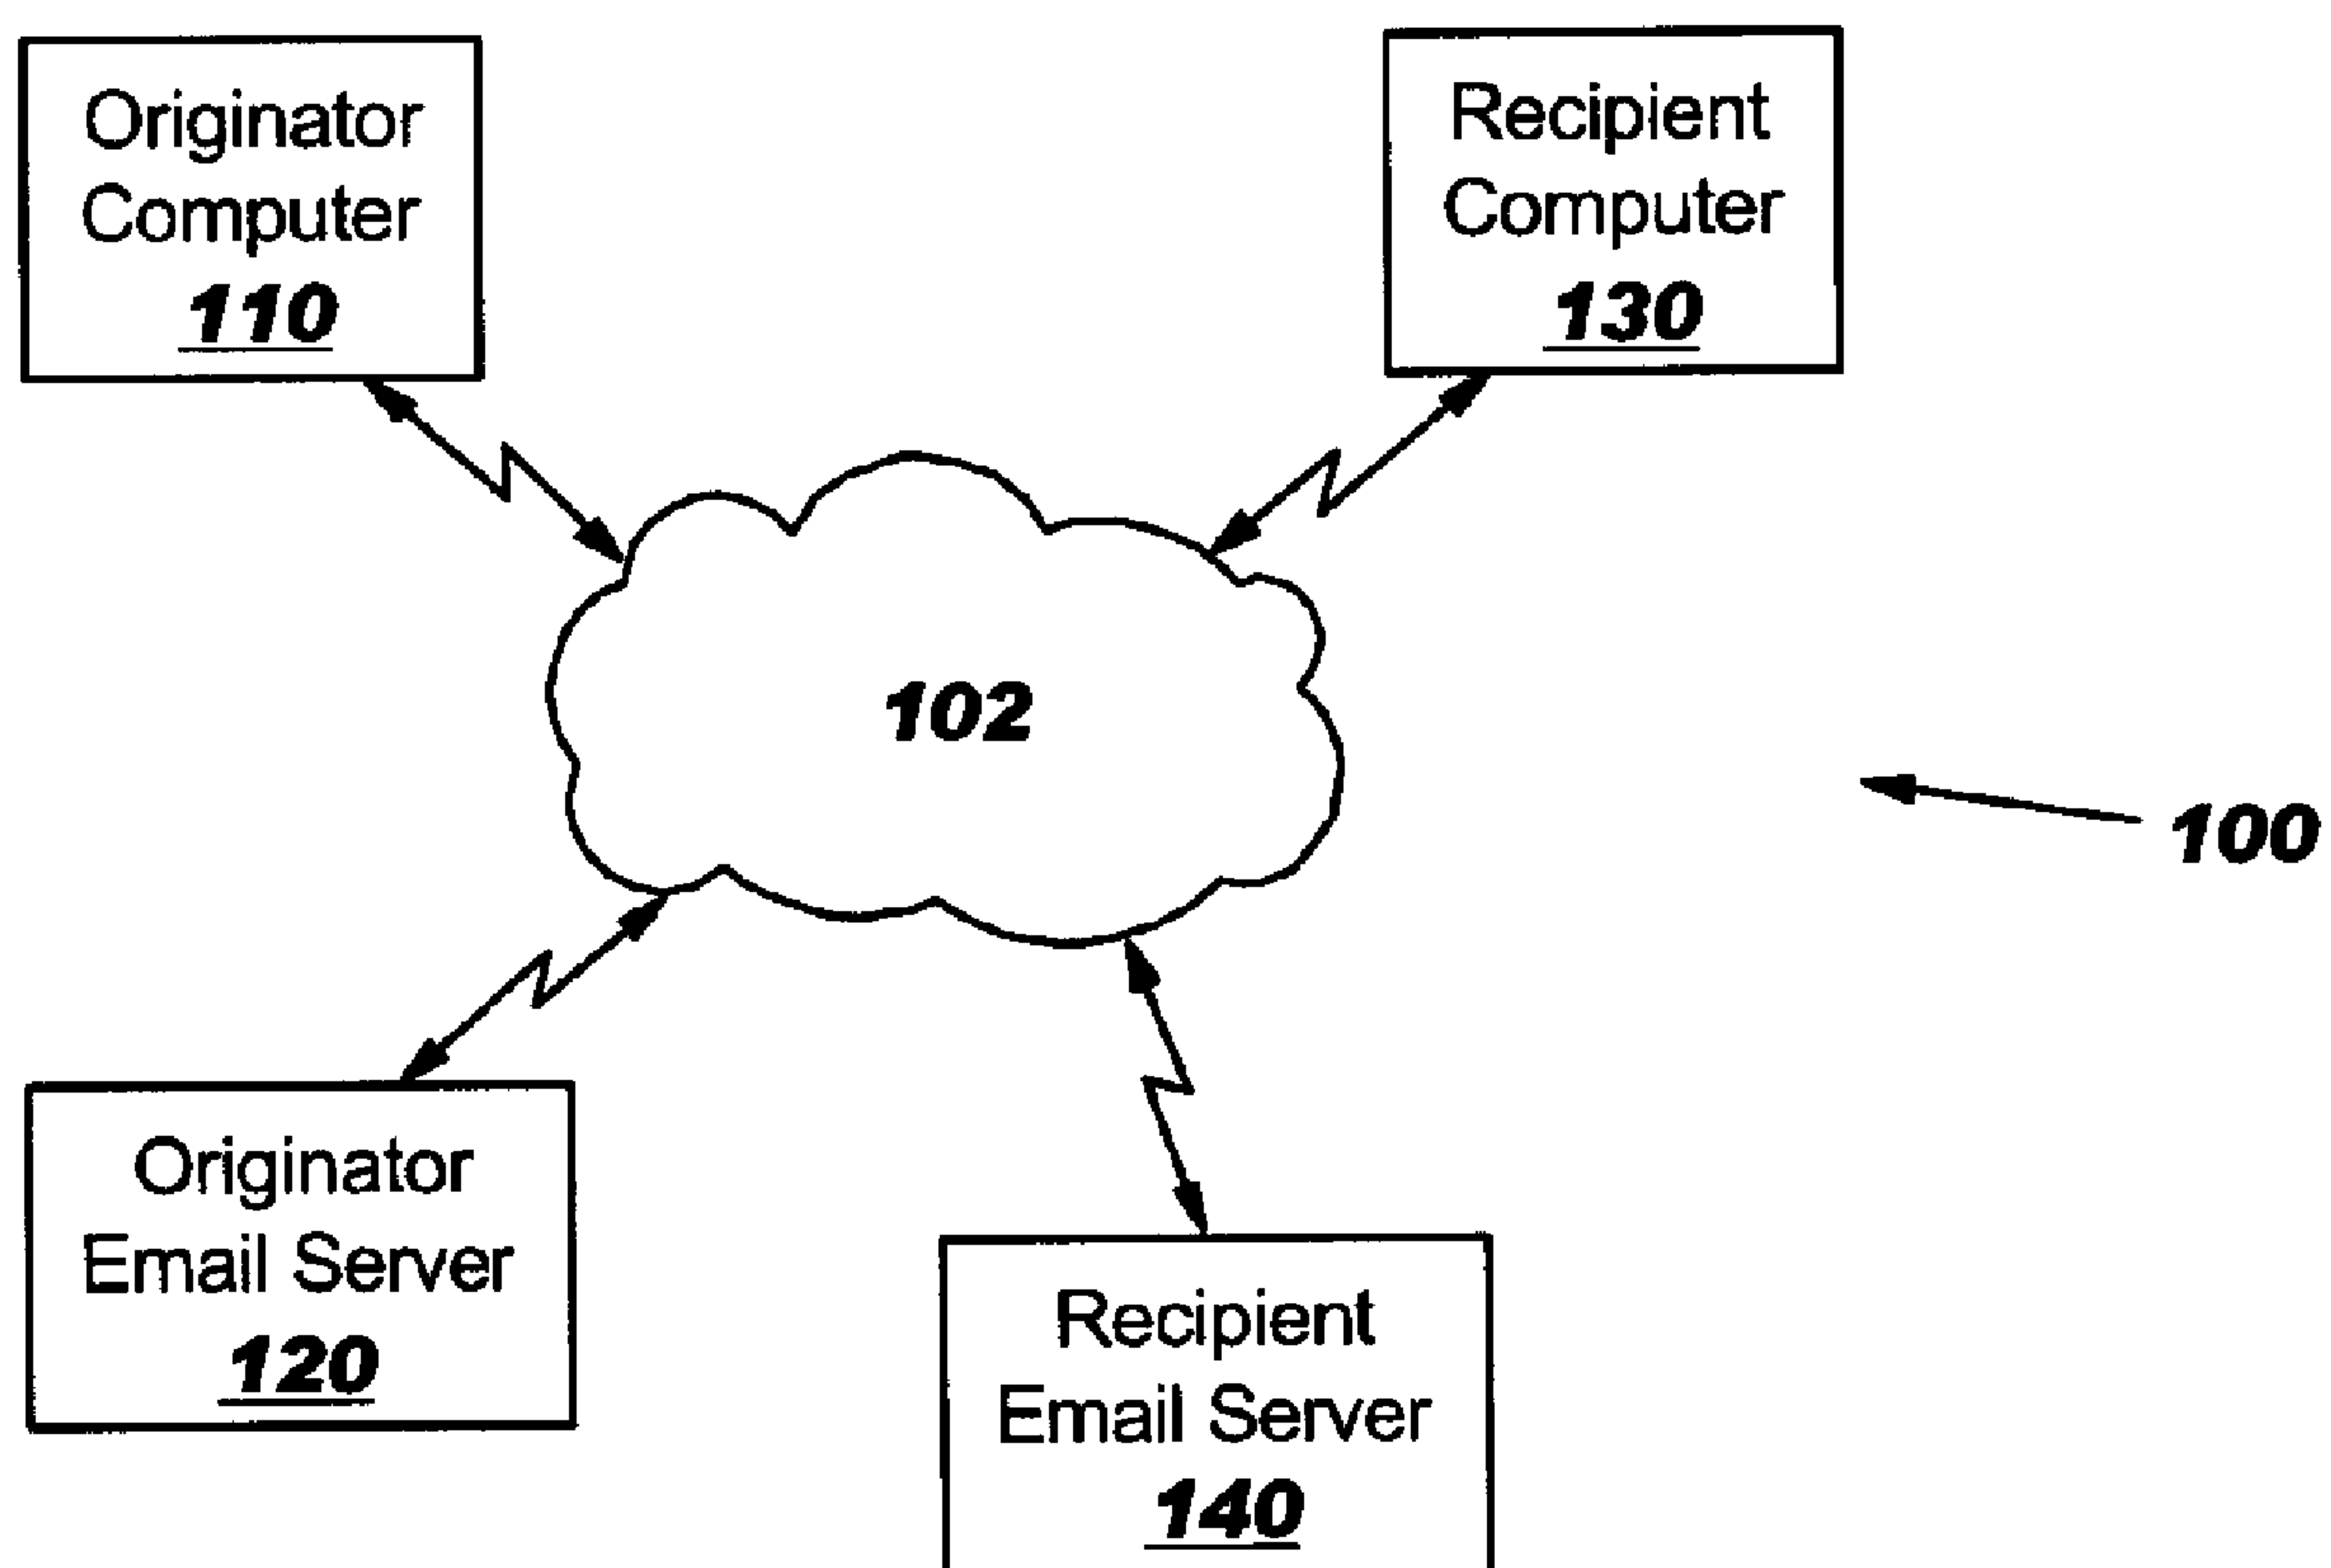 Originator
Computer
110
Recipient
Computer
130
102
100
Originator
Email Server
120
Recipient
Email Server
140